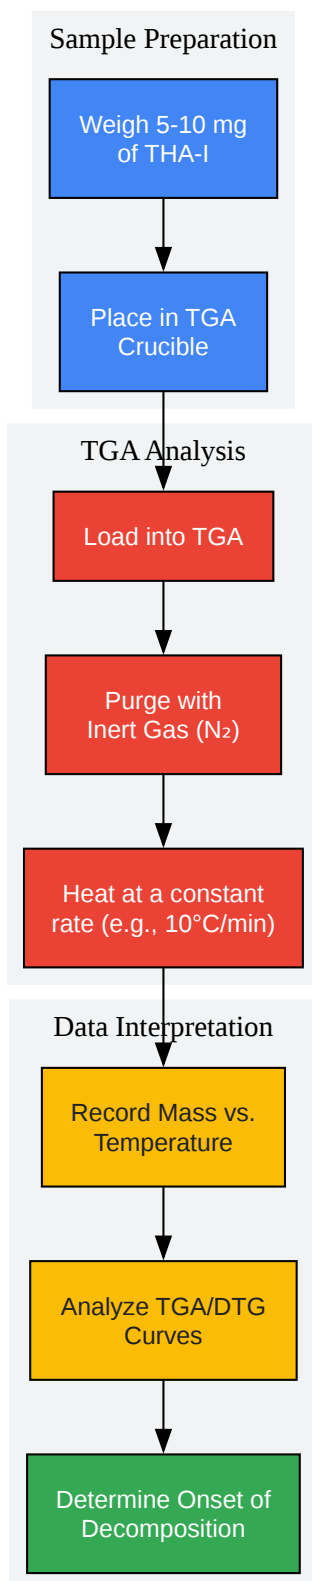 Sample Preparation
Weigh 5-10 mg
of THA-I
Place in TGA
Crucible
TGA Analysis
Load into TGA
Purge with
Inert Gas (N₂)
Heat at a constant
rate (e.g., 10°C/min)
Data Interpretation
Record Mass vs.
Temperature
Analyze TGA/DTG
Curves
Determine Onset of
Decomposition